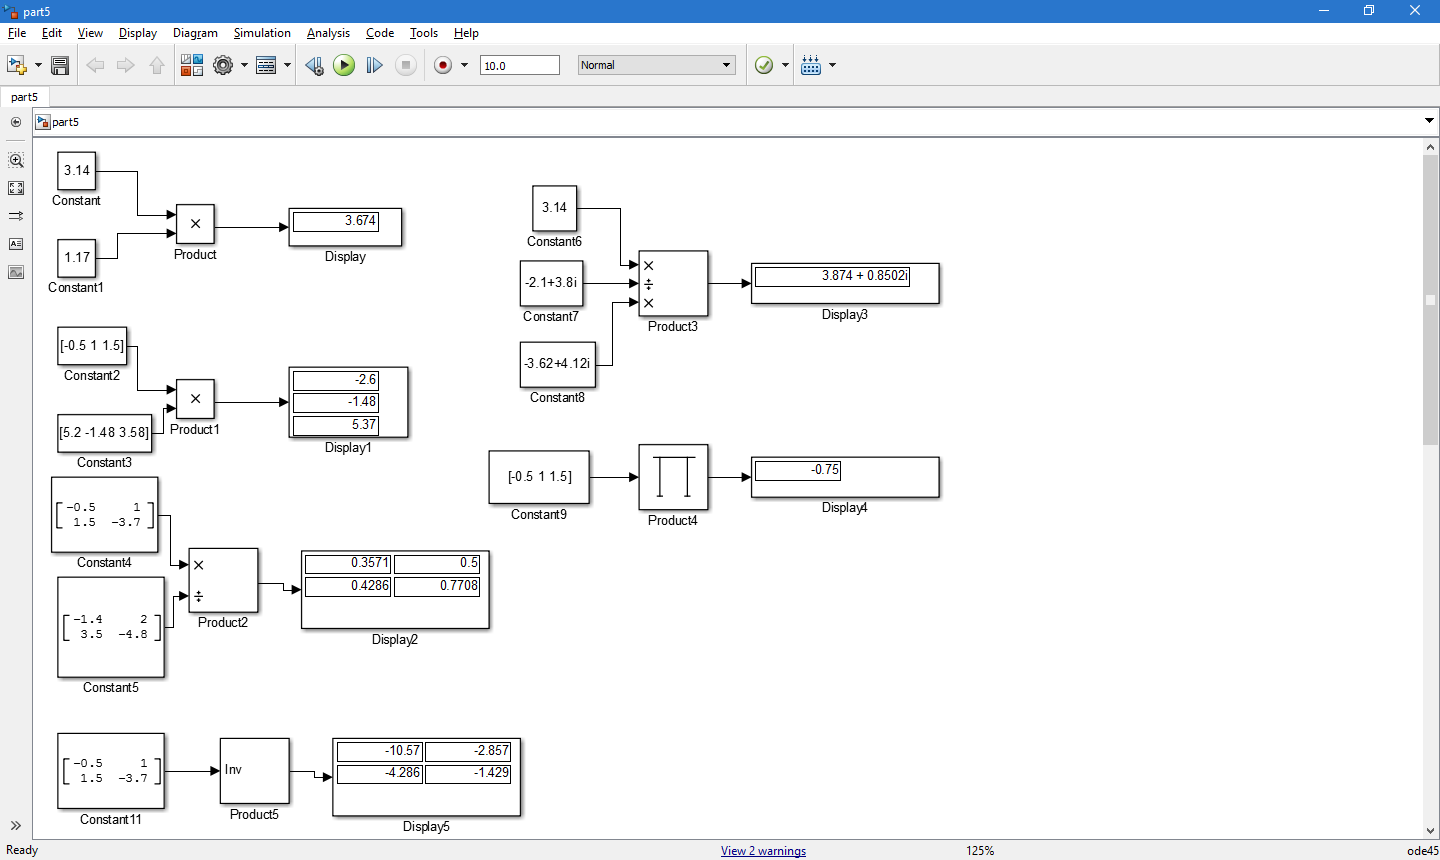 part5
File Edit View Display Diagram Simulation Analysis Code Tools Help
10.0
Normal
part5
part5
3.14
Constant
1.17
Constant1
×
Product
3.674
Display
[-0.5 1 1.5]
Constant2
[5.2 -1.48 3.58]
Constant3
×
Product1
-2.6
-1.48
5.37
Display1
-0.5 1
1.5 -3.7
Constant4
-1.4 2
3.5 -4.8
Constant5
×
÷
Product2
0.3571 0.5
0.4286 0.7708
Display2
-0.5 1
1.5 -3.7
Constant11
Inv
Product5
-10.57 -2.857
-4.286 -1.429
Display5
3.14
Constant6
-2.1+3.8i
Constant7
-3.62+4.12i
Constant8
×
÷
×
Product3
3.874 + 0.8502i
Display3
[-0.5 1 1.5]
Constant9
Product4
-0.75
Display4
Ready
View 2 warnings
125%
ode45